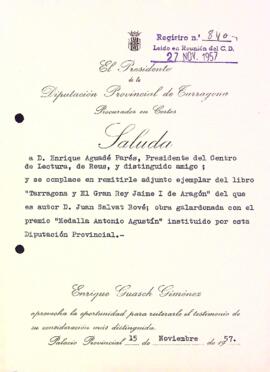 Registro n.º 840-
Leido en Reunión del C. D.
27 NOV. 1957
El Presidente
de la
Diputación Provincial de Tarragona
Procurador en Cortes
Saluda
a D. Enrique Aguadé Parés, Presidente del Centro
de Lectura, de Reus, y distinguido amigo ;
y se complace en remitirle adjunto ejemplar del libro
"Tarragona y El Gran Rey Jaime I de Aragón" del que
es autor D. Juan Salvat Bové; obra galardonada con el
premio "Medalla Antonio Agustín" instituido por esta
Diputación Provincial.-
Enrique Guasch Giménez
aprovecha la oportunidad para reiterarle el testimonio de
su consideración más distinguida.
Palacio Provincial 15 de Noviembre de 1957.